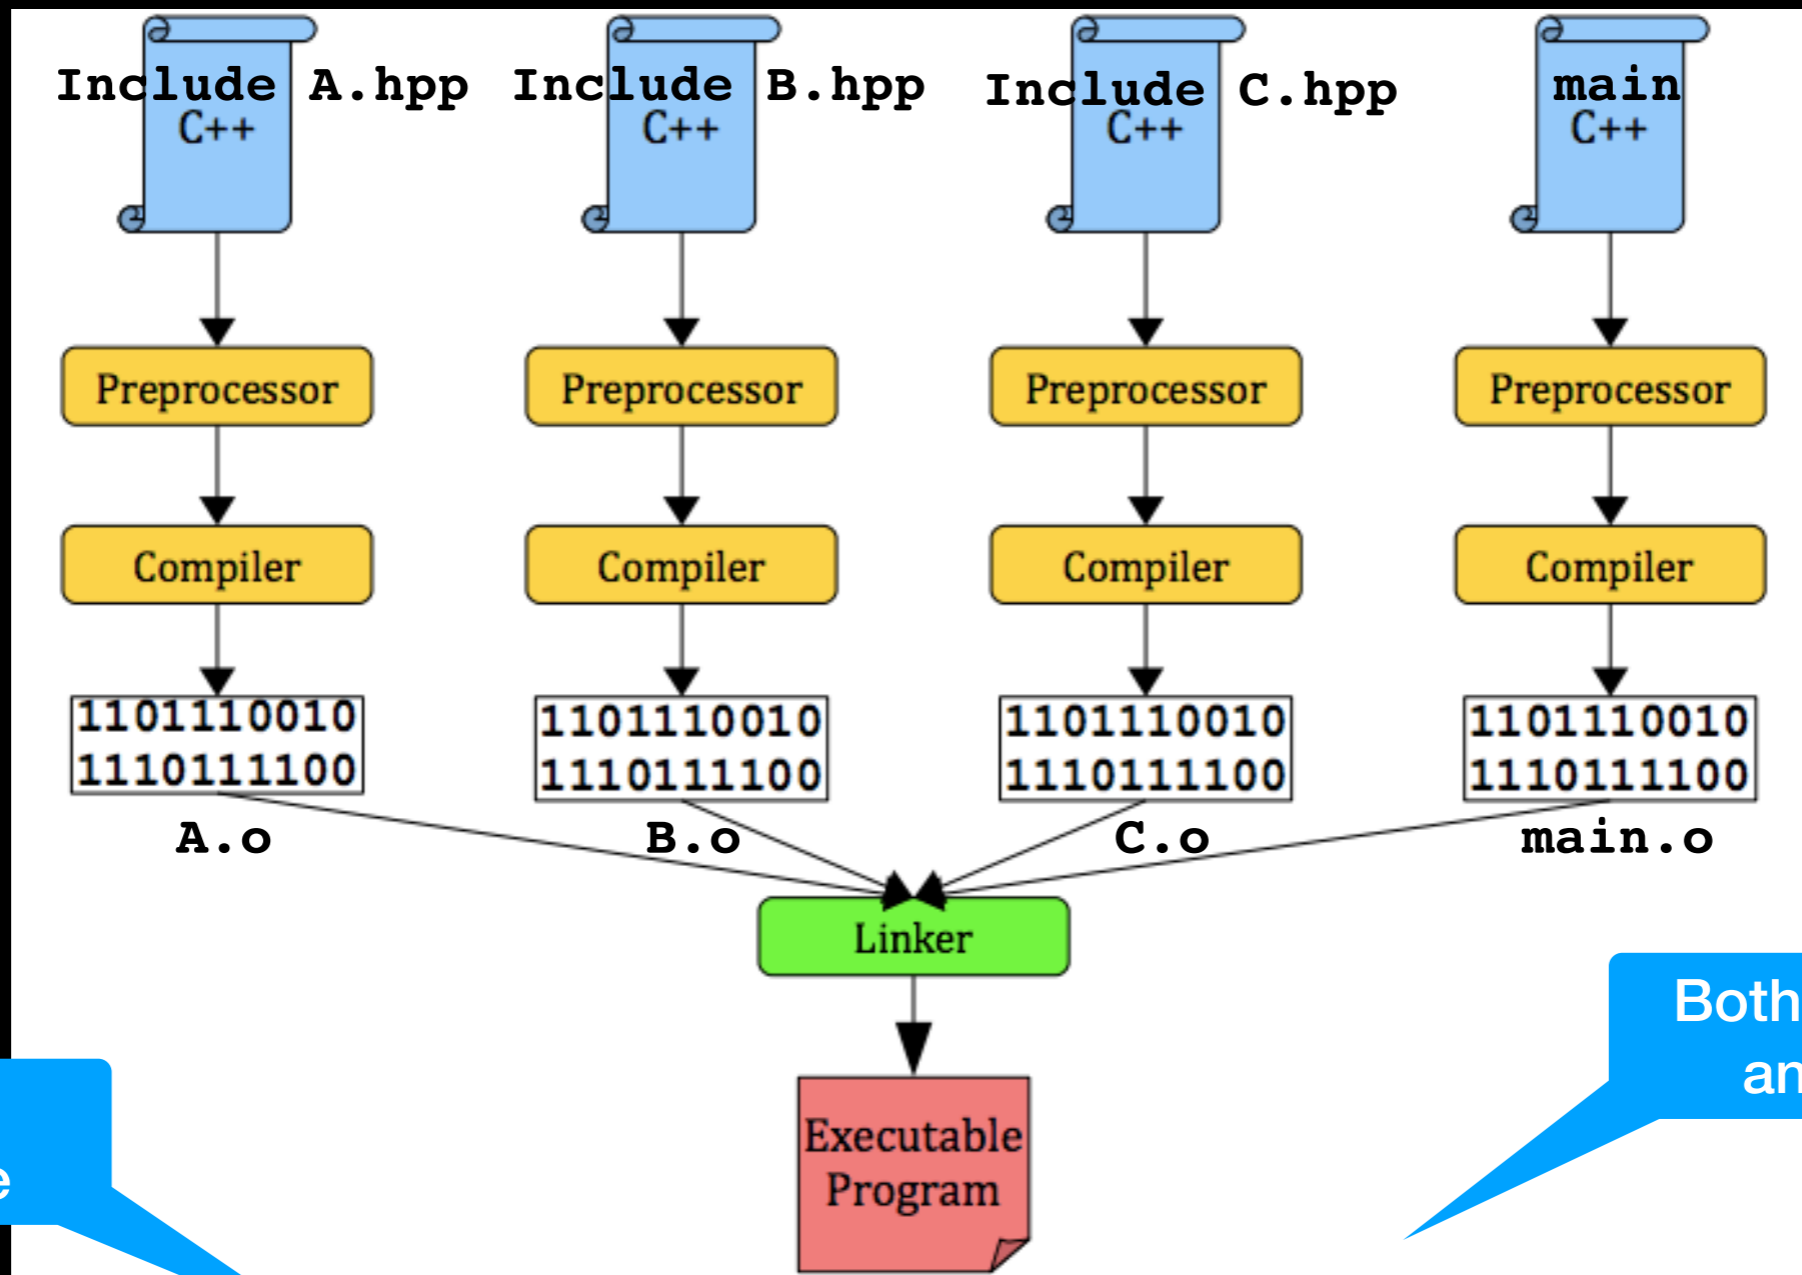 Include A.hpp Include B.hpp Include C.hpp main
C++ C++ C++ C++
Preprocessor Preprocessor Preprocessor Preprocessor
Compiler Compiler Compiler Compiler
1101110010 1101110010 1101110010 1101110010
1110111100 1110111100 1110111100 1110111100
A.o B.o C.o main.o
Linker
Both
an
Executable
Program
e